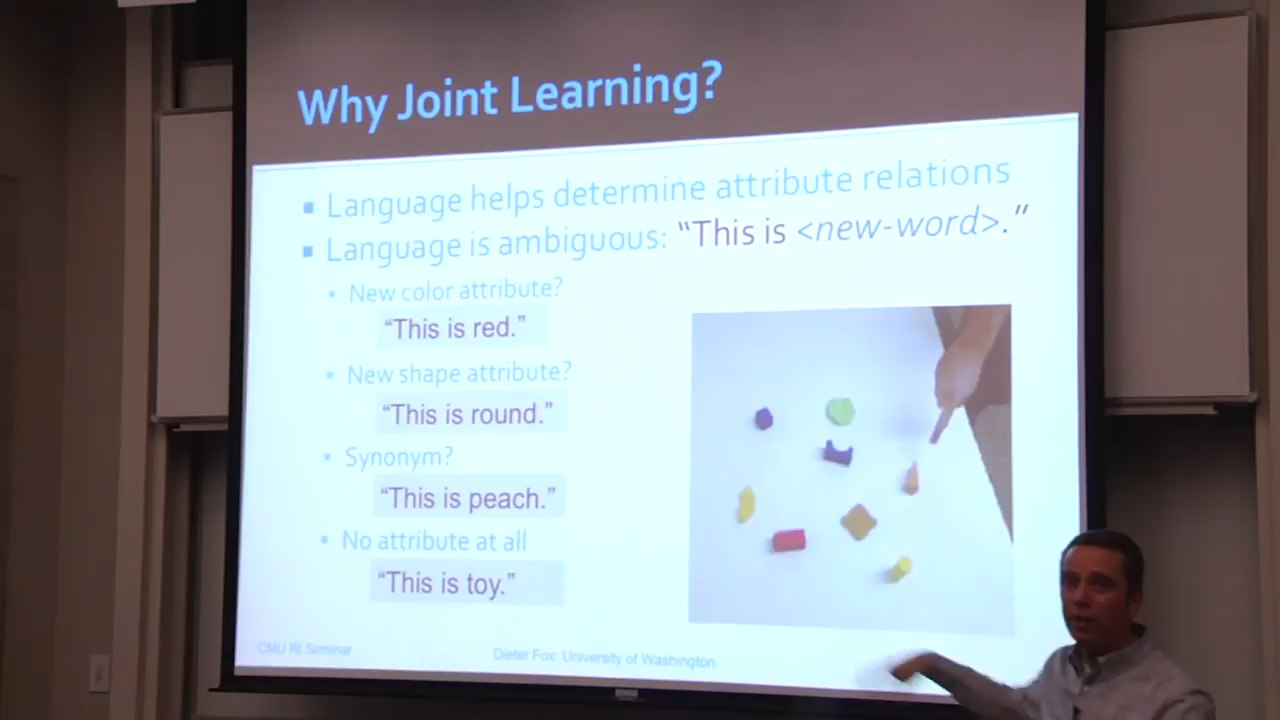 Why Joint Learning?
Language helps determine attribute relations
Language is ambiguous: “This is <new-word>.”
New color attribute?
“This is red.”
New shape attribute?
“This is round.”
Synonym?
“This is peach.”
No attribute at all
“This is toy.”
CMU RI Seminar
Dieter Fox: University of Washington